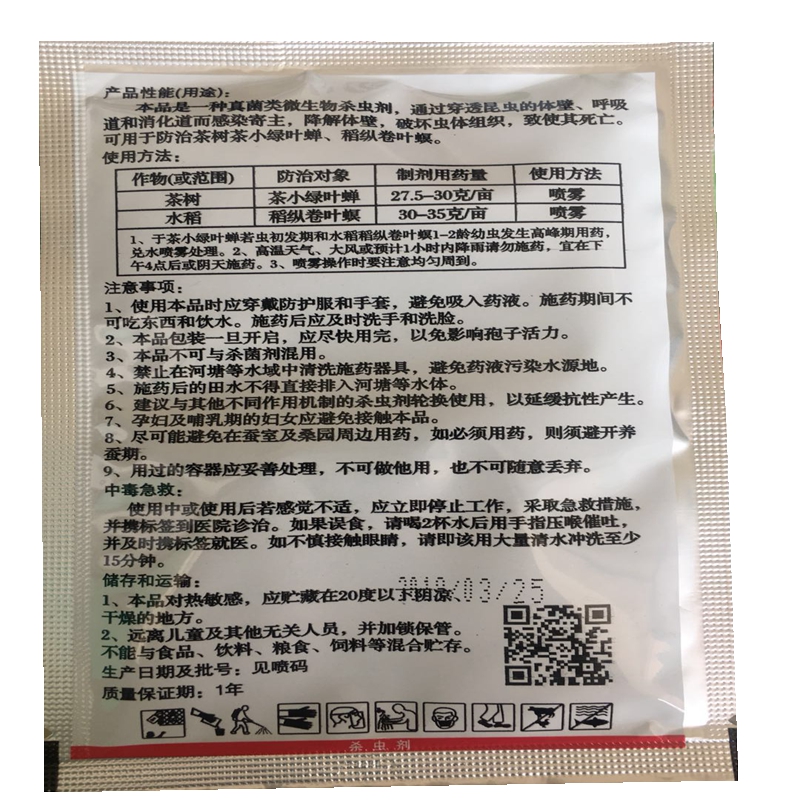 产品性能(用途):
本品是一种真菌类微生物杀虫剂，通过穿透昆虫的体壁、呼吸
道和消化道而感染寄主，降解体壁，破坏虫体组织，致使其死亡。
可用于防治茶树茶小绿叶蝉、稻纵卷叶螟。
使用方法:
作物(或范围) 防治对象 制剂用药量 使用方法
茶树 茶小绿叶蝉 27.5-30克/亩 喷雾
水稻 稻纵卷叶螟 30-35克/亩 喷雾
1、于茶小绿叶蝉若虫初发期和水稻稻纵卷叶螟1-2龄幼虫发生高峰期用药，
兑水喷雾处理。2、高温天气、大风或预计1小时内降雨请勿施药，宜在下
午4点后或阴天施药。3、喷雾操作时要注意均匀周到。
注意事项:
1、使用本品时应穿戴防护服和手套，避免吸入药液。施药期间不
可吃东西和饮水。施药后应及时洗手和洗脸。
2、本品包装一旦开启，应尽快用完，以免影响孢子活力。
3、本品不可与杀菌剂混用。
4、禁止在河塘等水域中清洗施药器具，避免药液污染水源地。
5、施药后的田水不得直接排入河塘等水体。
6、建议与其他不同作用机制的杀虫剂轮换使用，以延缓抗性产生。
7、孕妇及哺乳期的妇女应避免接触本品。
8、尽可能避免在蚕室及桑园周边用药，如必须用药，则须避开养
蚕期。
9、用过的容器应妥善处理，不可做他用，也不可随意丢弃。
中毒急救:
使用中或使用后若感觉不适，应立即停止工作，采取急救措施，
并携标签到医院诊治。如果误食，请喝2杯水后用手指压喉催吐，
并及时携标签就医。如不慎接触眼睛，请即该用大量清水冲洗至少
15分钟。
储存和运输:
2019/03/25
1、本品对热敏感，应贮藏在20度以下阴凉、
干燥的地方。
2、远离儿童及其他无关人员，并加锁保管。
不能与食品、饮料、粮食、饲料等混合贮存。
生产日期及批号: 见喷码
质量保证期: 1年
杀虫剂